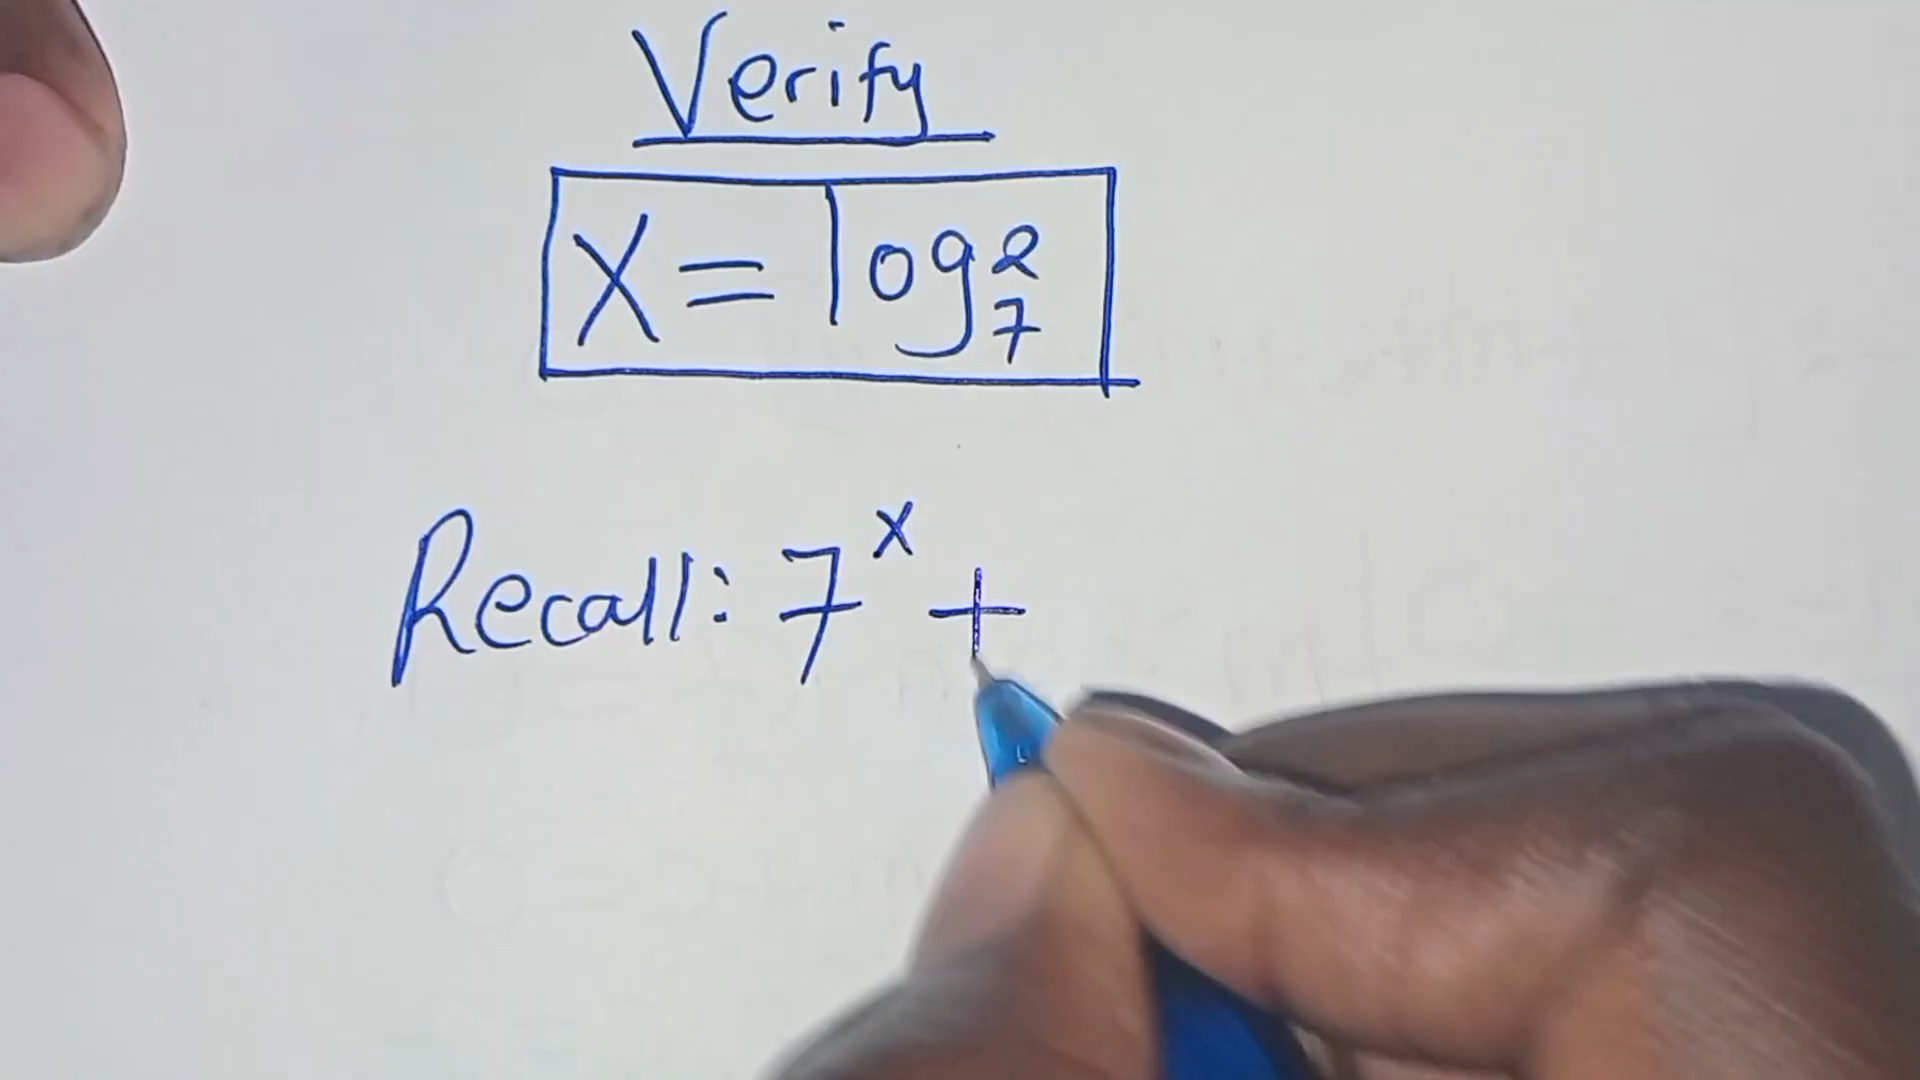 Verify
X = log₇²
Recall: 7ˣ +